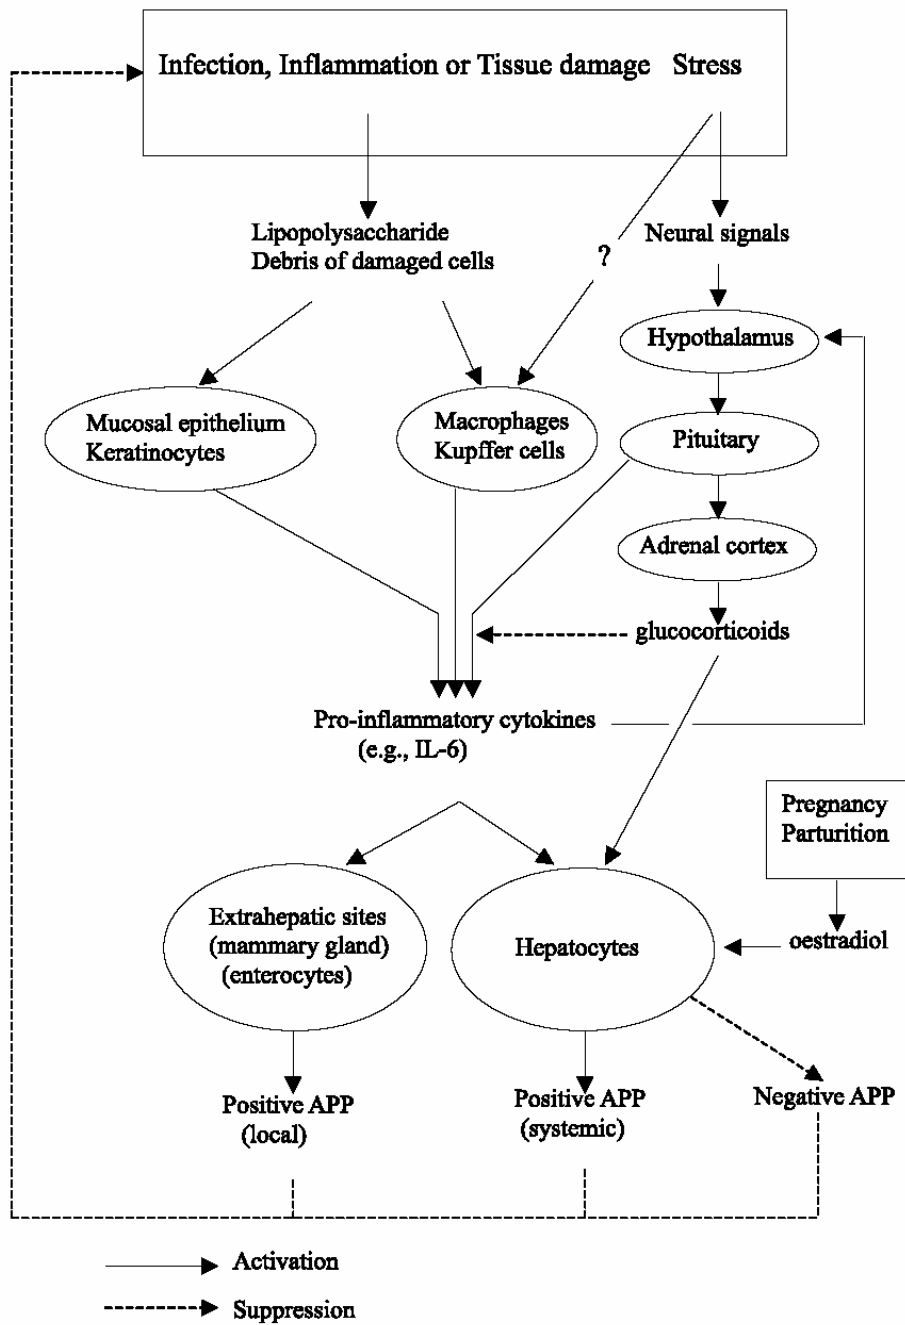 Infection, Inflammation or Tissue damage Stress
Lipopolysaccharide
Debris of damaged cells
?
Neural signals
Hypothalamus
Mucosal epithelium
Keratinocytes
Macrophages
Kupffer cells
Pituitary
Adrenal cortex
glucocorticoids
Pro-inflammatory cytokines
(e.g., IL-6)
Pregnancy
Parturition
Extrahepatic sites
(mammary gland)
(enterocytes)
Hepatocytes
oestradiol
Positive APP
(local)
Positive APP
(systemic)
Negative APP
Activation
Suppression